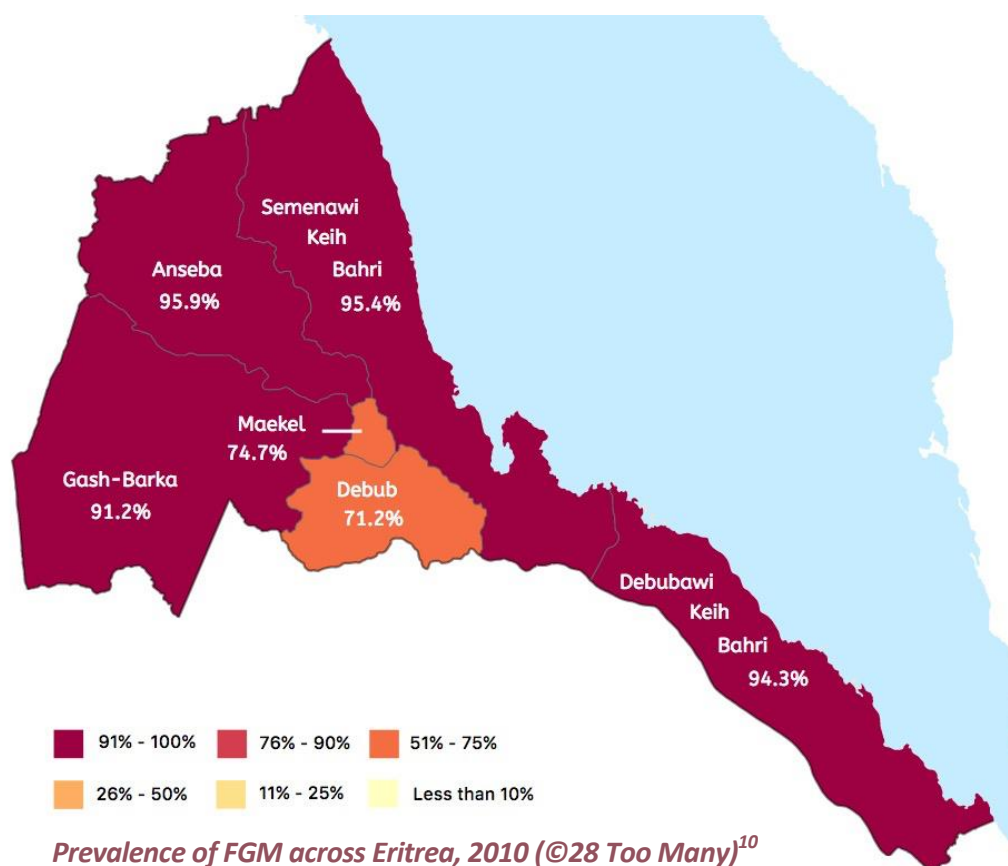 Semenawi
Keih
Bahri
95.4%
Anseba
95.9%
Maekel
74.7%
Gash-Barka
91.2%
Debub
71.2%
Debubawi
Keih
Bahri
94.3%
91% - 100% 76% - 90% 51% - 75%
26% - 50% 11% - 25% Less than 10%
Prevalence of FGM across Eritrea, 2010 (©28 Too Many)10